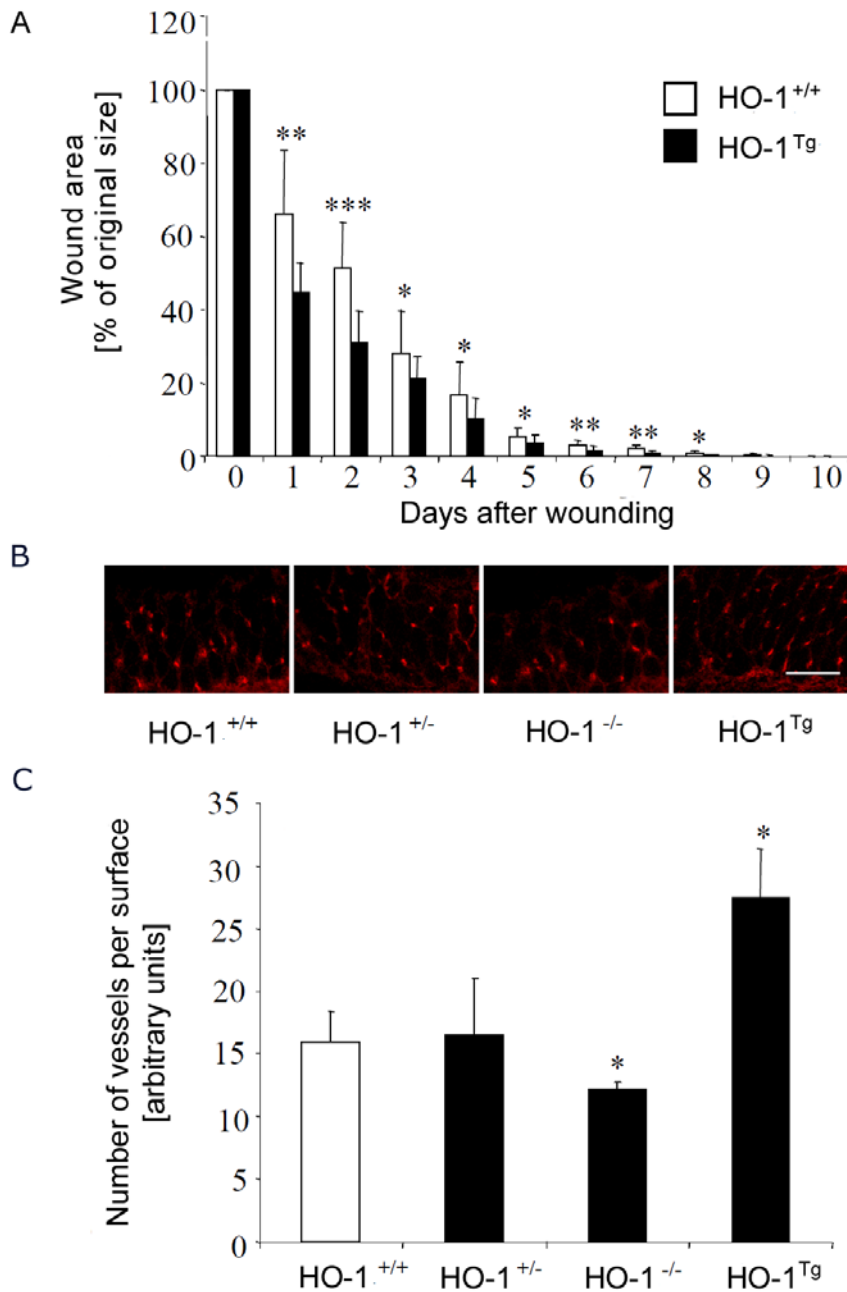 A
120
100
80
60
40
20
0
Wound area
[% of original size]
HO-1+/+
HO-1Tg
**
***
*
*
*
**
**
*
0 1 2 3 4 5 6 7 8 9 10
Days after wounding
B
HO-1+/+ HO-1+/- HO-1-/- HO-1Tg
C
35
30
25
20
15
10
5
0
Number of vessels per surface
[arbitrary units]
*
*
HO-1+/+ HO-1+/- HO-1-/- HO-1Tg